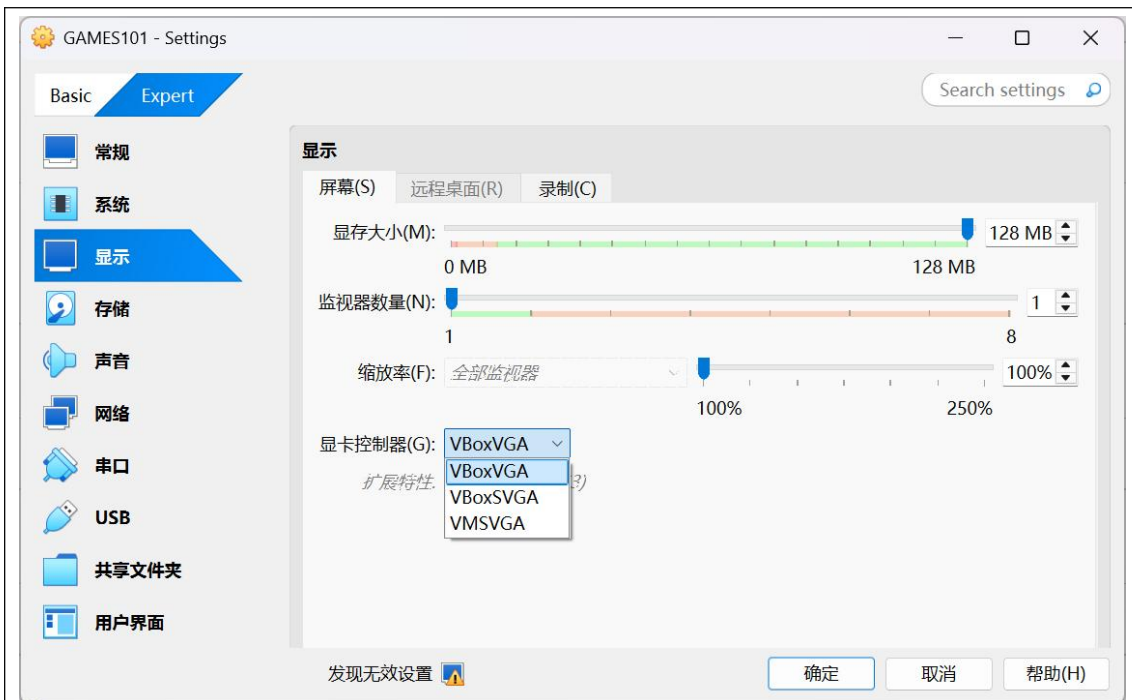 GAMES101 - Settings
Basic Expert Search settings
常规
系统
显示
存储
声音
网络
串口
USB
共享文件夹
用户界面
显示
屏幕(S) 远程桌面(R) 录制(C)
显存大小(M): 128 MB
0 MB 128 MB
监视器数量(N): 1
1 8
缩放率(F): 全部监视器 100%
100% 250%
显卡控制器(G): VBoxVGA
VBoxVGA
扩展特性: 3)
VBoxSVGA
VMSVGA
发现无效设置 确定 取消 帮助(H)